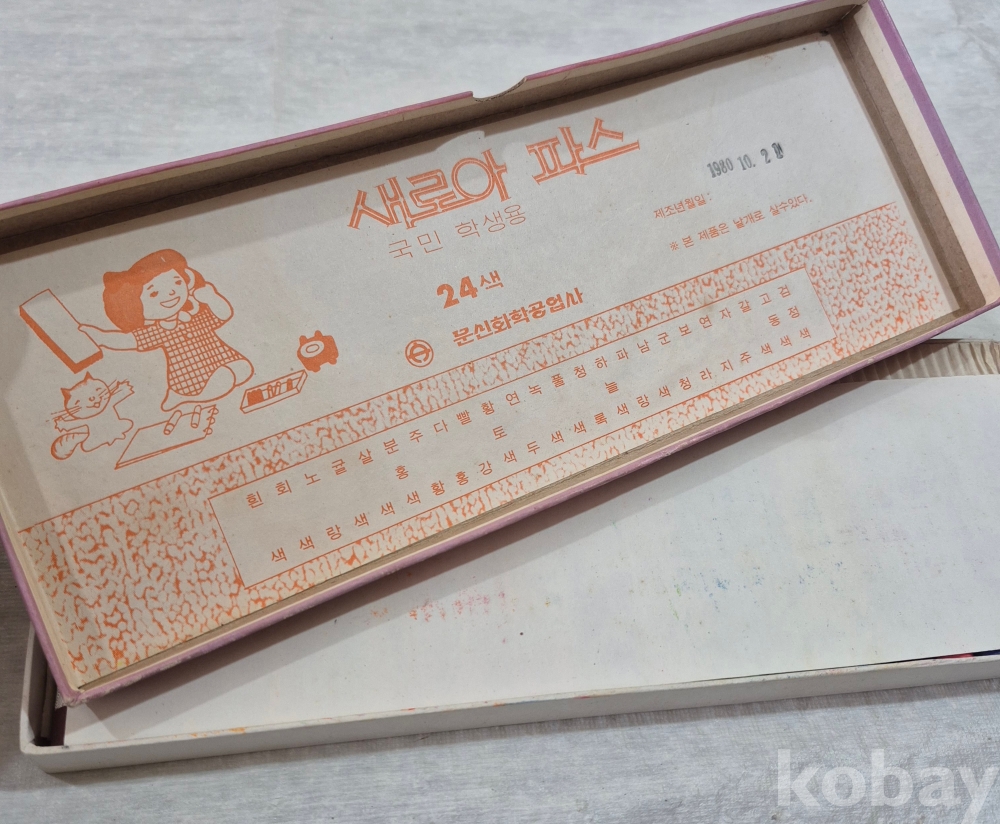 새로아 파스
국민 학생용
24색
문신화학공업사
1980 10. 2
제조년월일:
※ 본 제품은 낱개로 살수있다.
흰 회 노 귤 살 분 주 다 빨 황 연 녹 풀 청 하 파 남 군 보 연 자 갈 고 검
홍 토 늘 동 정
색 색 랑 색 색 색 황 홍 강 색 두 색 색 록 색 랑 색 청 라 지 주 색 색 색
kobay